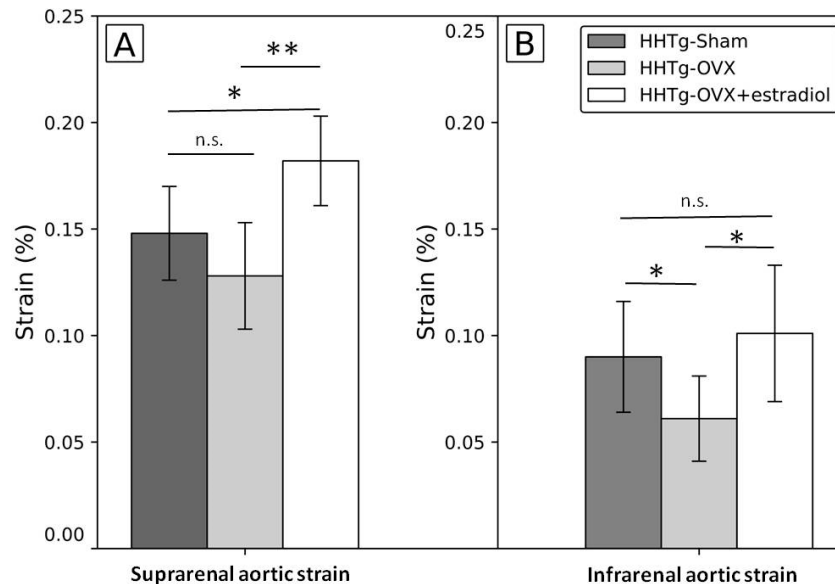 A
B
HHTg-Sham
HHTg-OVX
HHTg-OVX+estradiol
Strain (%)
0.25
0.20
0.15
0.10
0.05
0.00
**
*
n.s.
Suprarenal aortic strain
Strain (%)
0.25
0.20
0.15
0.10
0.05
n.s.
*
*
Infrarenal aortic strain